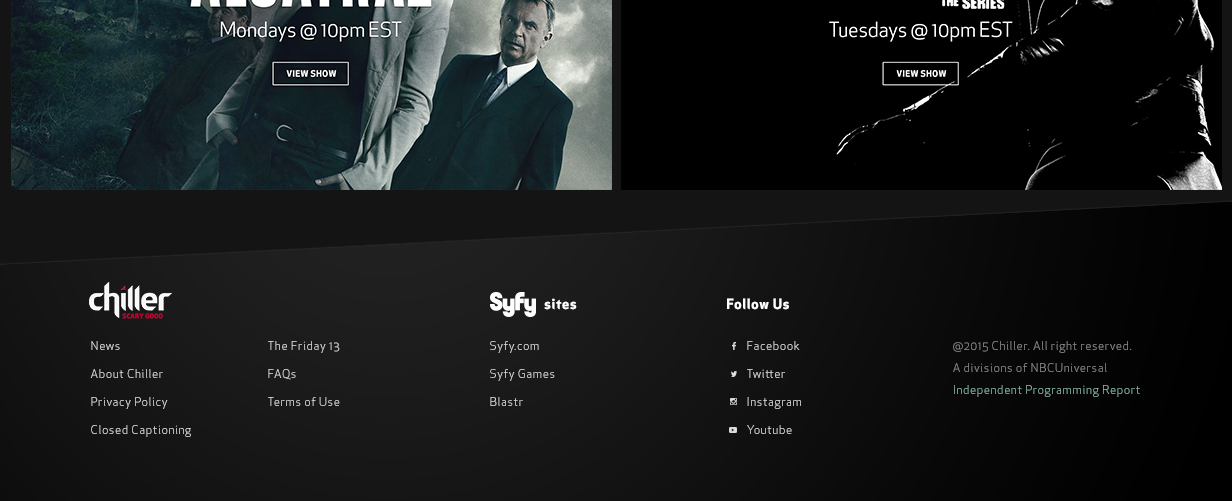 ALCATRAZ
Mondays @ 10pm EST
VIEW SHOW
THE SERIES
Tuesdays @ 10pm EST
VIEW SHOW
chiller
SCARY GOOD
News
About Chiller
Privacy Policy
Closed Captioning
The Friday 13
FAQs
Terms of Use
Syfy sites
Syfy.com
Syfy Games
Blastr
Follow Us
Facebook
Twitter
Instagram
Youtube
@2015 Chiller. All right reserved.
A divisions of NBCUniversal
Independent Programming Report